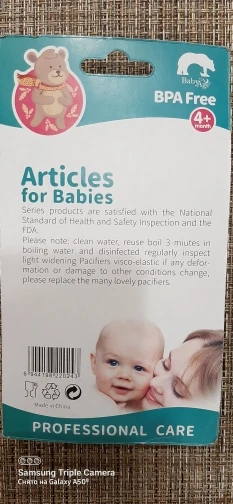 Baby
BPA Free
4+
month
Articles
for Babies
Series products are satisfied with the National
Standard of Health and Safety Inspection and the
FDA.
Please note: clean water, reuse boil 3 miutes in
boiling water and disinfected regularly inspect
light widening Pacifiers visco-elastic if any defor-
mation or damage to other conditions change,
please replace the many lovely pacifiers.
Made in China
PROFESSIONAL CARE
Samsung Triple Camera
Снято на Galaxy A50s